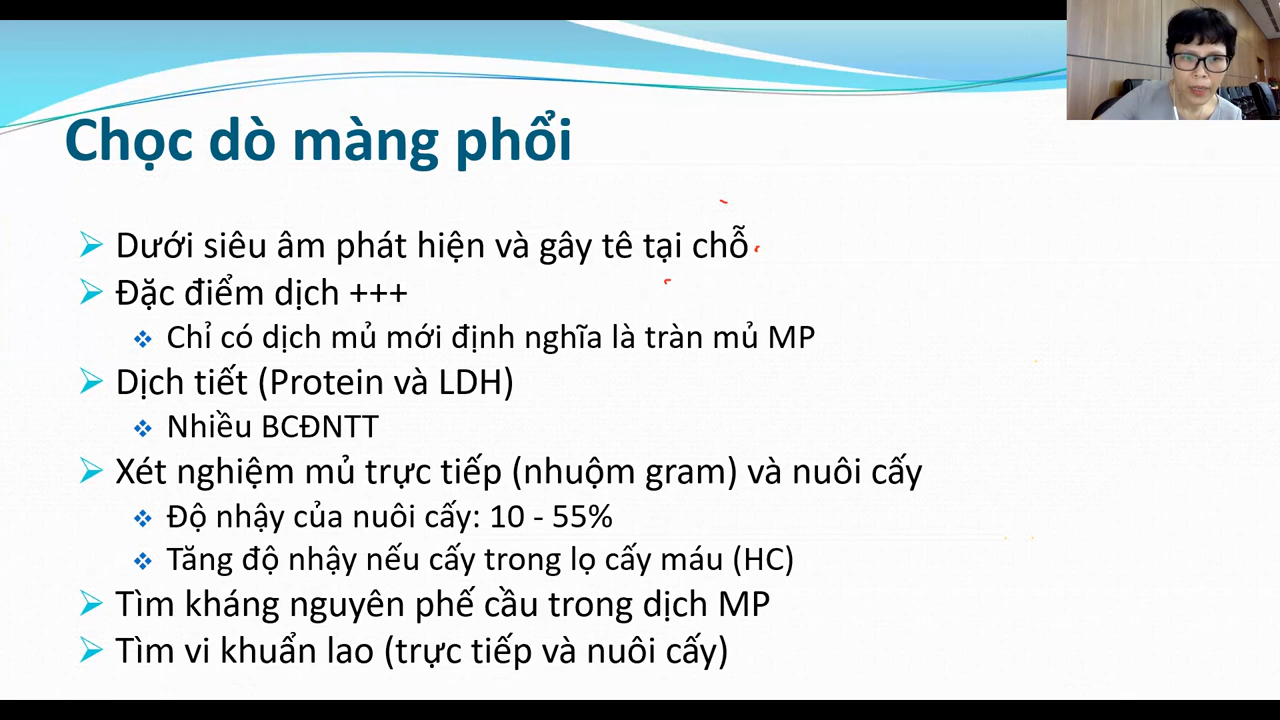 Chọc dò màng phổi
Dưới siêu âm phát hiện và gây tê tại chỗ
Đặc điểm dịch +++
Chỉ có dịch mủ mới định nghĩa là tràn mủ MP
Dịch tiết (Protein và LDH)
Nhiều BCĐNTT
Xét nghiệm mủ trực tiếp (nhuộm gram) và nuôi cấy
Độ nhậy của nuôi cấy: 10 - 55%
Tăng độ nhậy nếu cấy trong lọ cấy máu (HC)
Tìm kháng nguyên phế cầu trong dịch MP
Tìm vi khuẩn lao (trực tiếp và nuôi cấy)